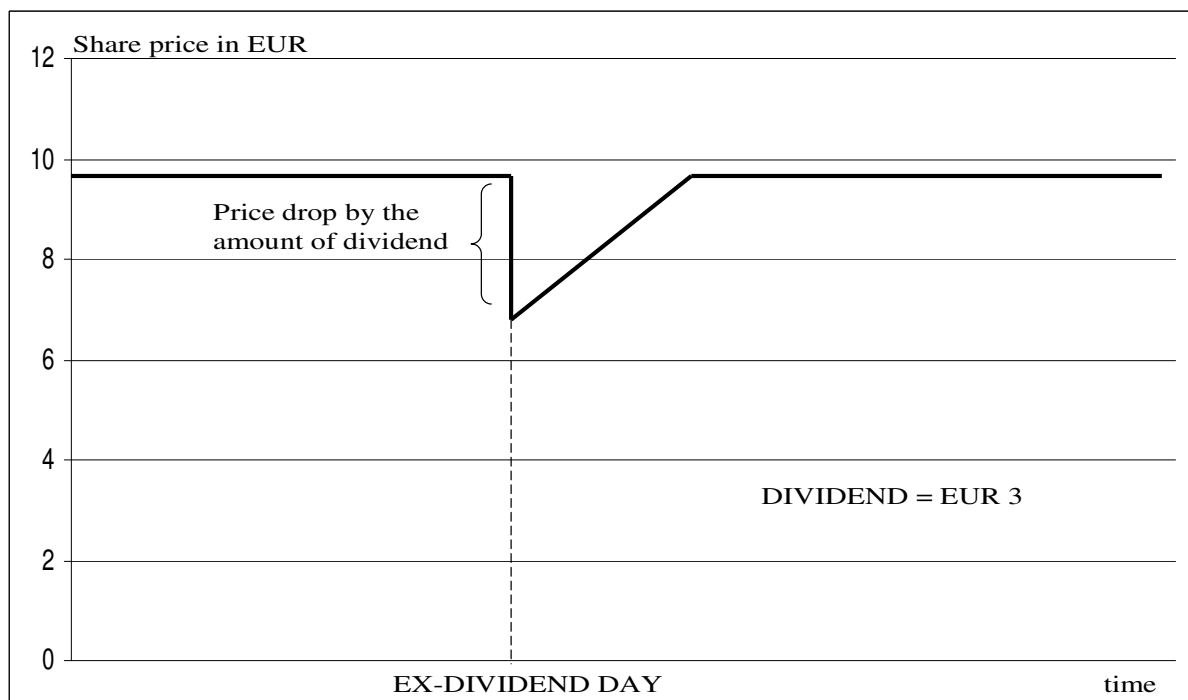 Share price in EUR
12
10
Price drop by the
amount of dividend
8
6
4
DIVIDEND = EUR 3
2
0
EX-DIVIDEND DAY
time